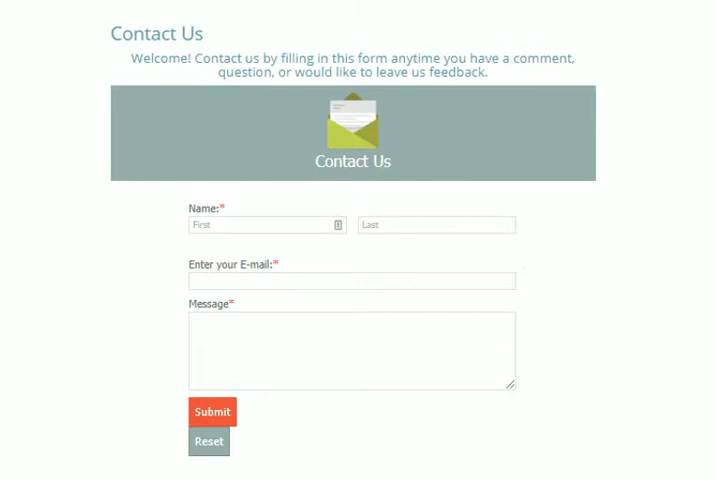 Contact Us
Welcome! Contact us by filling in this form anytime you have a comment,
question, or would like to leave us feedback.
Contact Us
Name:*
First Last
Enter your E-mail:*
Message*
Submit
Reset